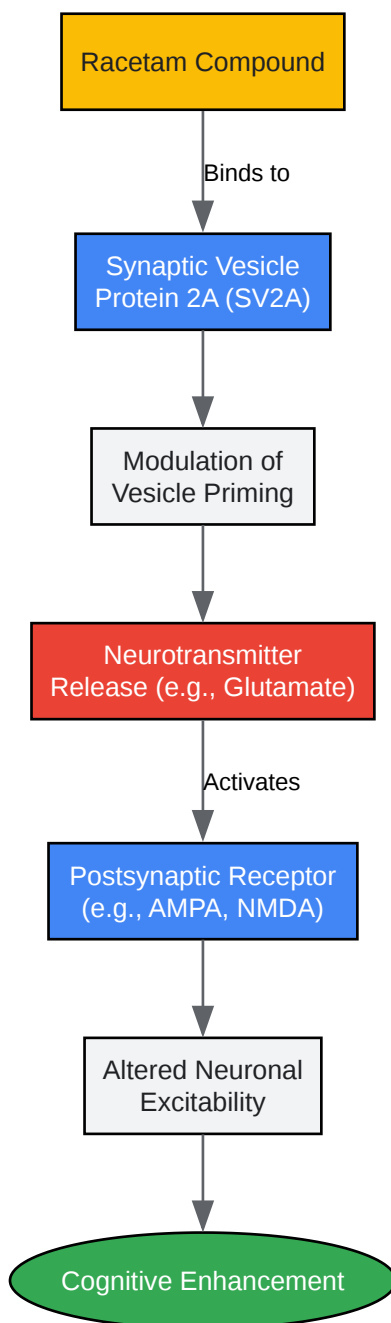 Racetam Compound
Binds to
Synaptic Vesicle
Protein 2A (SV2A)
Modulation of
Vesicle Priming
Neurotransmitter
Release (e.g., Glutamate)
Activates
Postsynaptic Receptor
(e.g., AMPA, NMDA)
Altered Neuronal
Excitability
Cognitive Enhancement